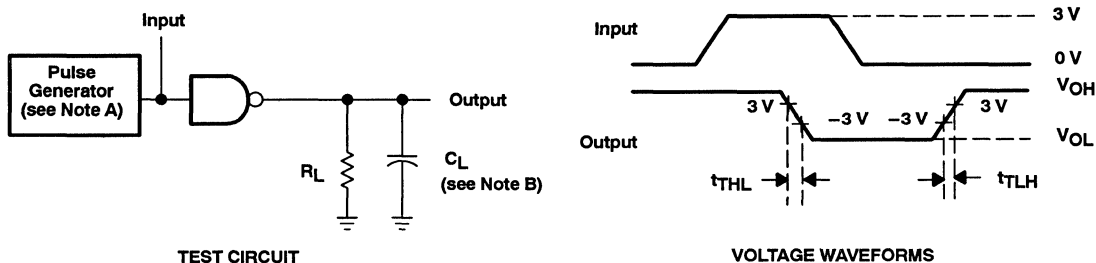 Input
Pulse
Generator
(see Note A)
Output
RL
CL
(see Note B)
TEST CIRCUIT
Input
3 V
0 V
VOH
3 V
–3 V
–3 V
3 V
Output
VOL
tTHL
tTLH
VOLTAGE WAVEFORMS